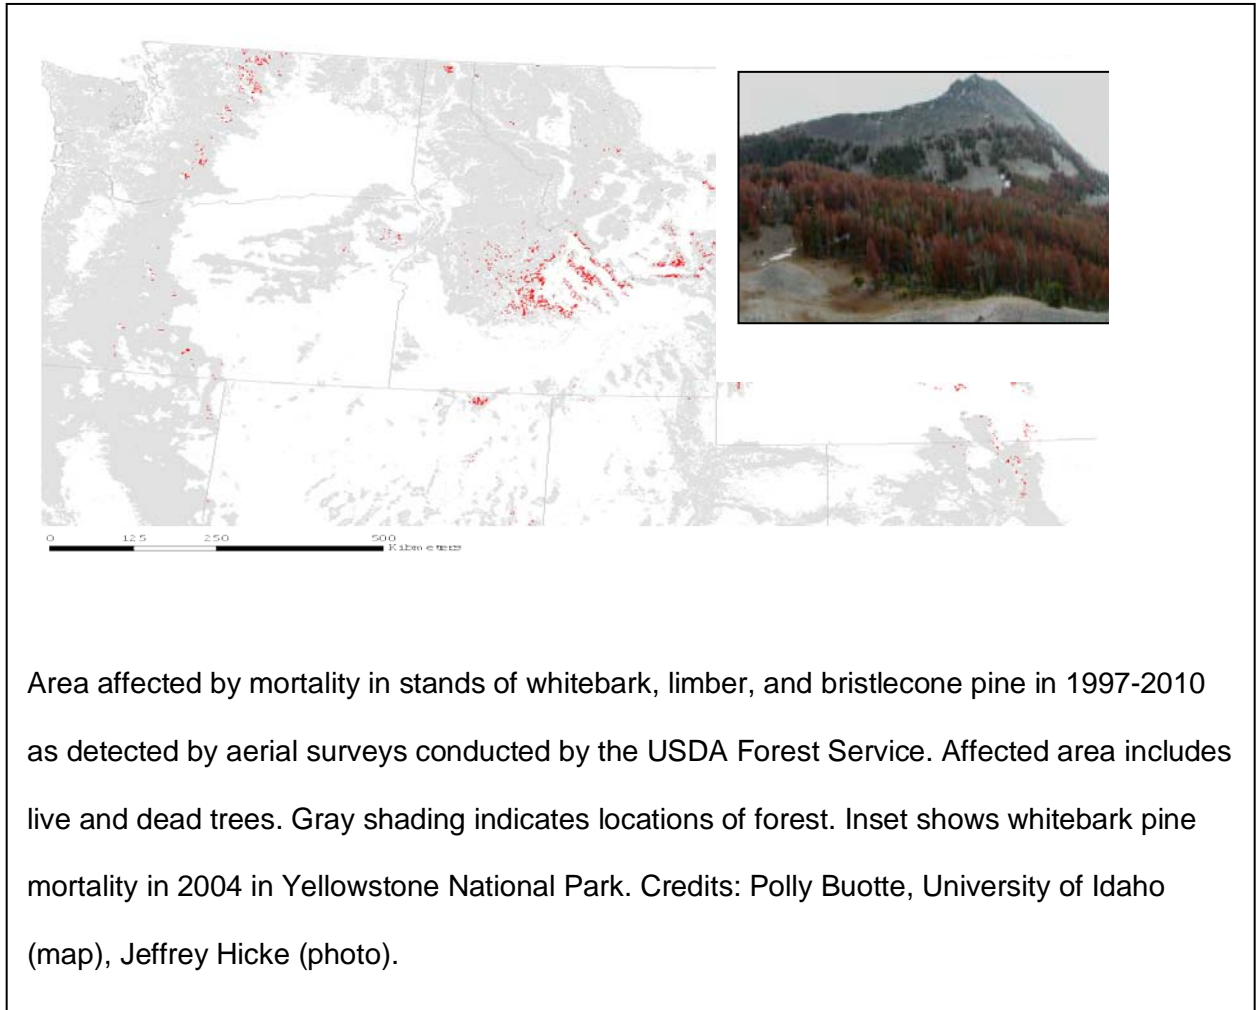 0 125 250 500
Kilometers
Area affected by mortality in stands of whitebark, limber, and bristlecone pine in 1997-2010
as detected by aerial surveys conducted by the USDA Forest Service. Affected area includes
live and dead trees. Gray shading indicates locations of forest. Inset shows whitebark pine
mortality in 2004 in Yellowstone National Park. Credits: Polly Buotte, University of Idaho
(map), Jeffrey Hicke (photo).